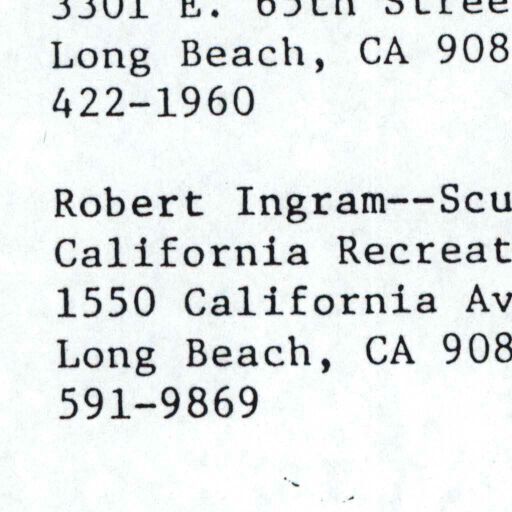 3301 E. 65th Stree
Long Beach, CA 908
422-1960
Robert Ingram--Scu
California Recreat
1550 California Av
Long Beach, CA 908
591-9869